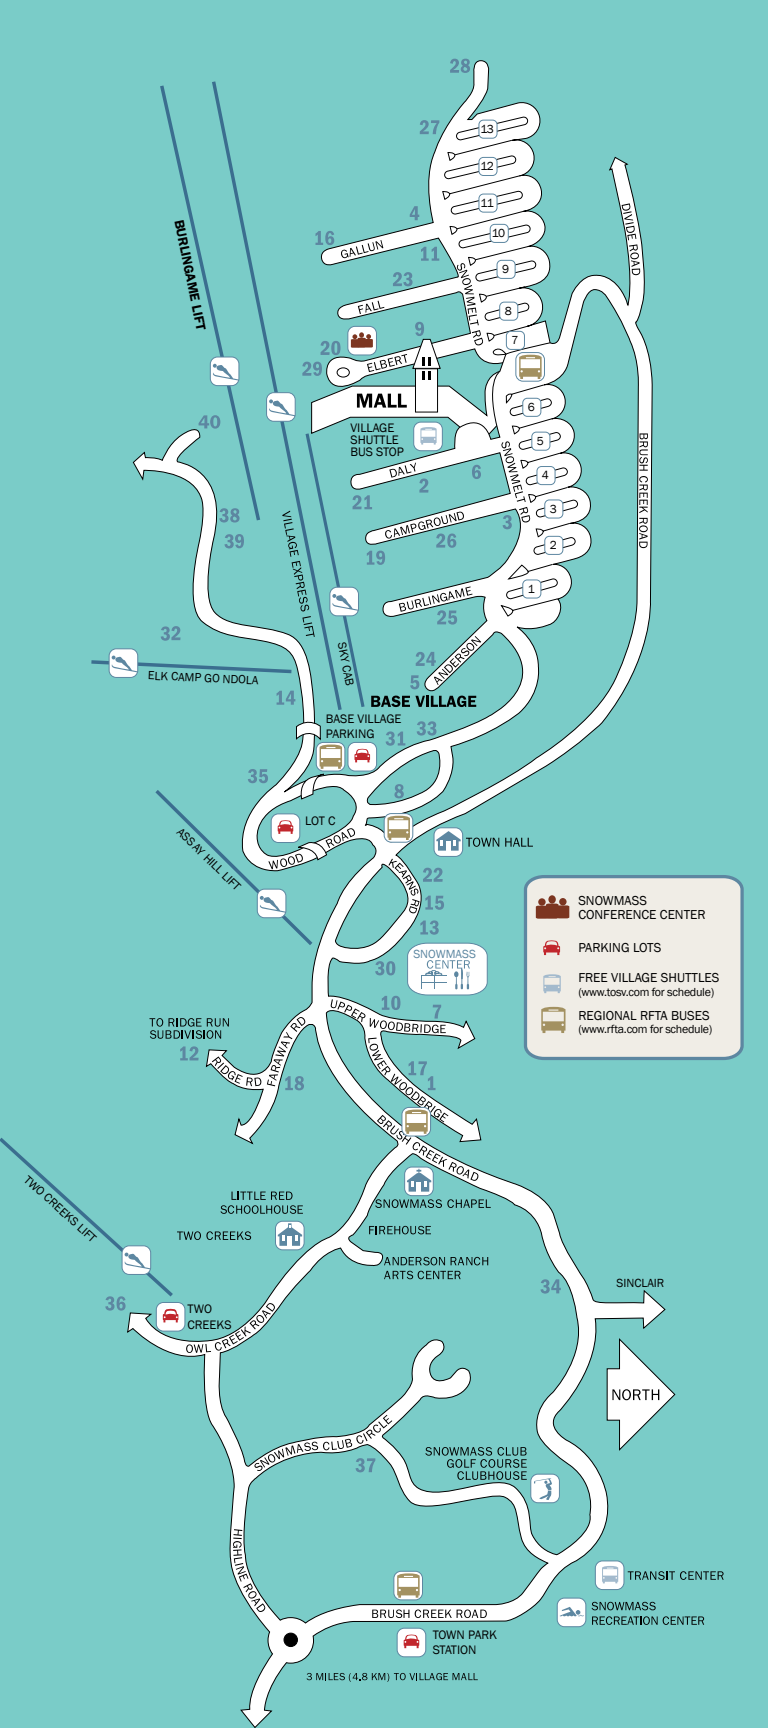 28
27
13
12
11
10
9
8
7
4
16
GALLUN
11
23
FALL
SNOWMELT RD
DIVIDE ROAD
BURLINGAME LIFT
9
20
29
ELBERT
MALL
VILLAGE
SHUTTLE
BUS STOP
6
5
4
3
2
1
40
DALY
6
2
21
SNOWMELT RD
BRUSH CREEK ROAD
38
39
VILLAGE EXPRESS LIFT
CAMPGROUND
3
26
19
BURLINGAME
25
32
SKY CAB
24
ANDERSON
5
ELK CAMP GONDOLA
14
BASE VILLAGE
BASE VILLAGE
PARKING
31
33
35
8
LOT C
WOOD ROAD
TOWN HALL
ASSAY HILL LIFT
KEARNS RD
22
15
13
30
SNOWMASS
CENTER
SNOWMASS
CONFERENCE CENTER
PARKING LOTS
FREE VILLAGE SHUTTLES
(www.tosv.com for schedule)
REGIONAL RFTA BUSES
(www.rfta.com for schedule)
10
7
UPPER WOODBRIDGE
TO RIDGE RUN
SUBDIVISION
12
RIDGE RD
FARAWAY RD
18
LOWER WOODBRIGE
17
1
BRUSH CREEK ROAD
TWO CREEKS LIFT
LITTLE RED
SCHOOLHOUSE
SNOWMASS CHAPEL
TWO CREEKS
FIREHOUSE
ANDERSON RANCH
ARTS CENTER
34
SINCLAIR
36
TWO
CREEKS
OWL CREEK ROAD
NORTH
SNOWMASS CLUB CIRCLE
37
SNOWMASS CLUB
GOLF COURSE
CLUBHOUSE
HIGHLINE ROAD
TRANSIT CENTER
SNOWMASS
RECREATION CENTER
BRUSH CREEK ROAD
TOWN PARK
STATION
3 MILES (4.8 KM) TO VILLAGE MALL